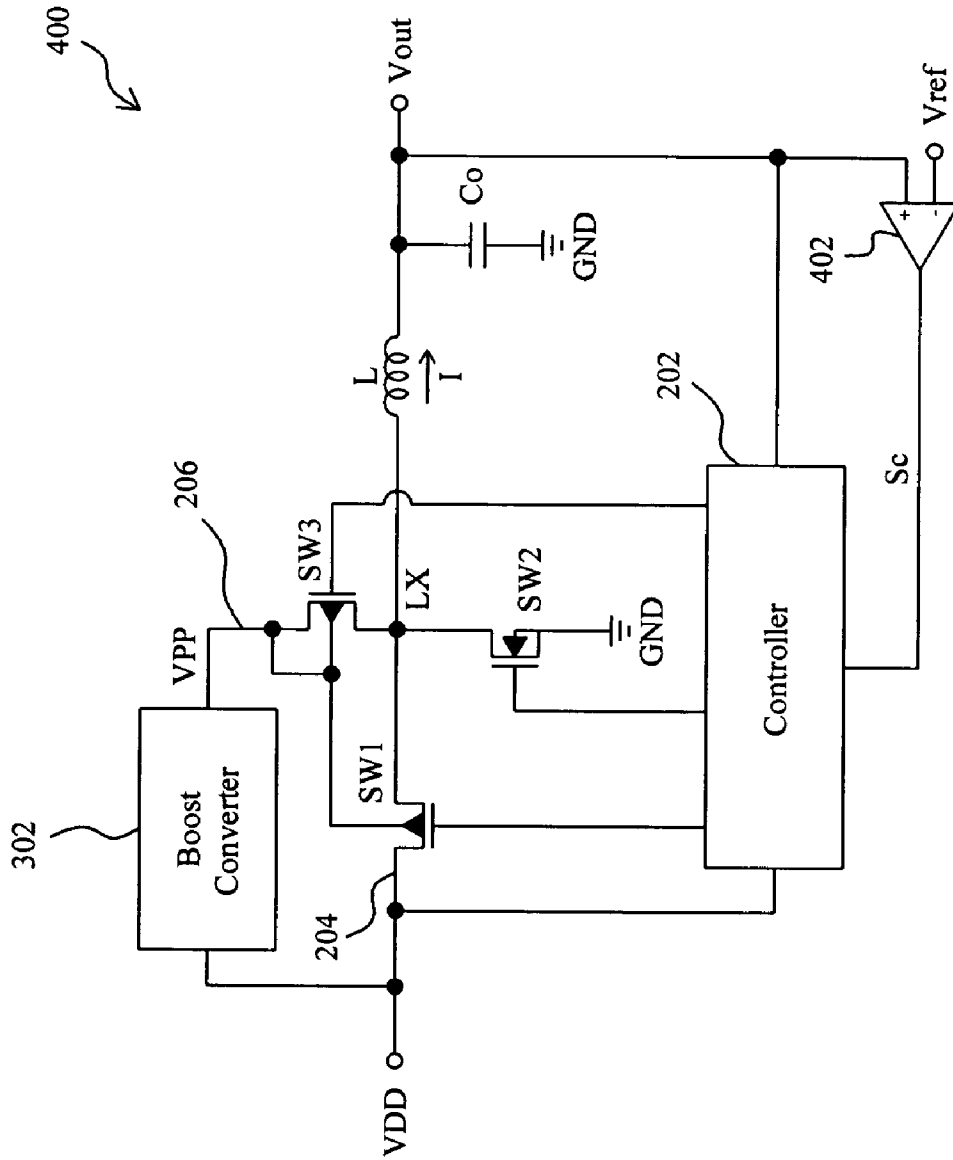 400
302
Boost
Converter
VPP
206
SW3
SW1
LX
204
VDD
L
I
Co
GND
Vout
SW2
GND
202
Controller
Sc
402
+
-
Vref